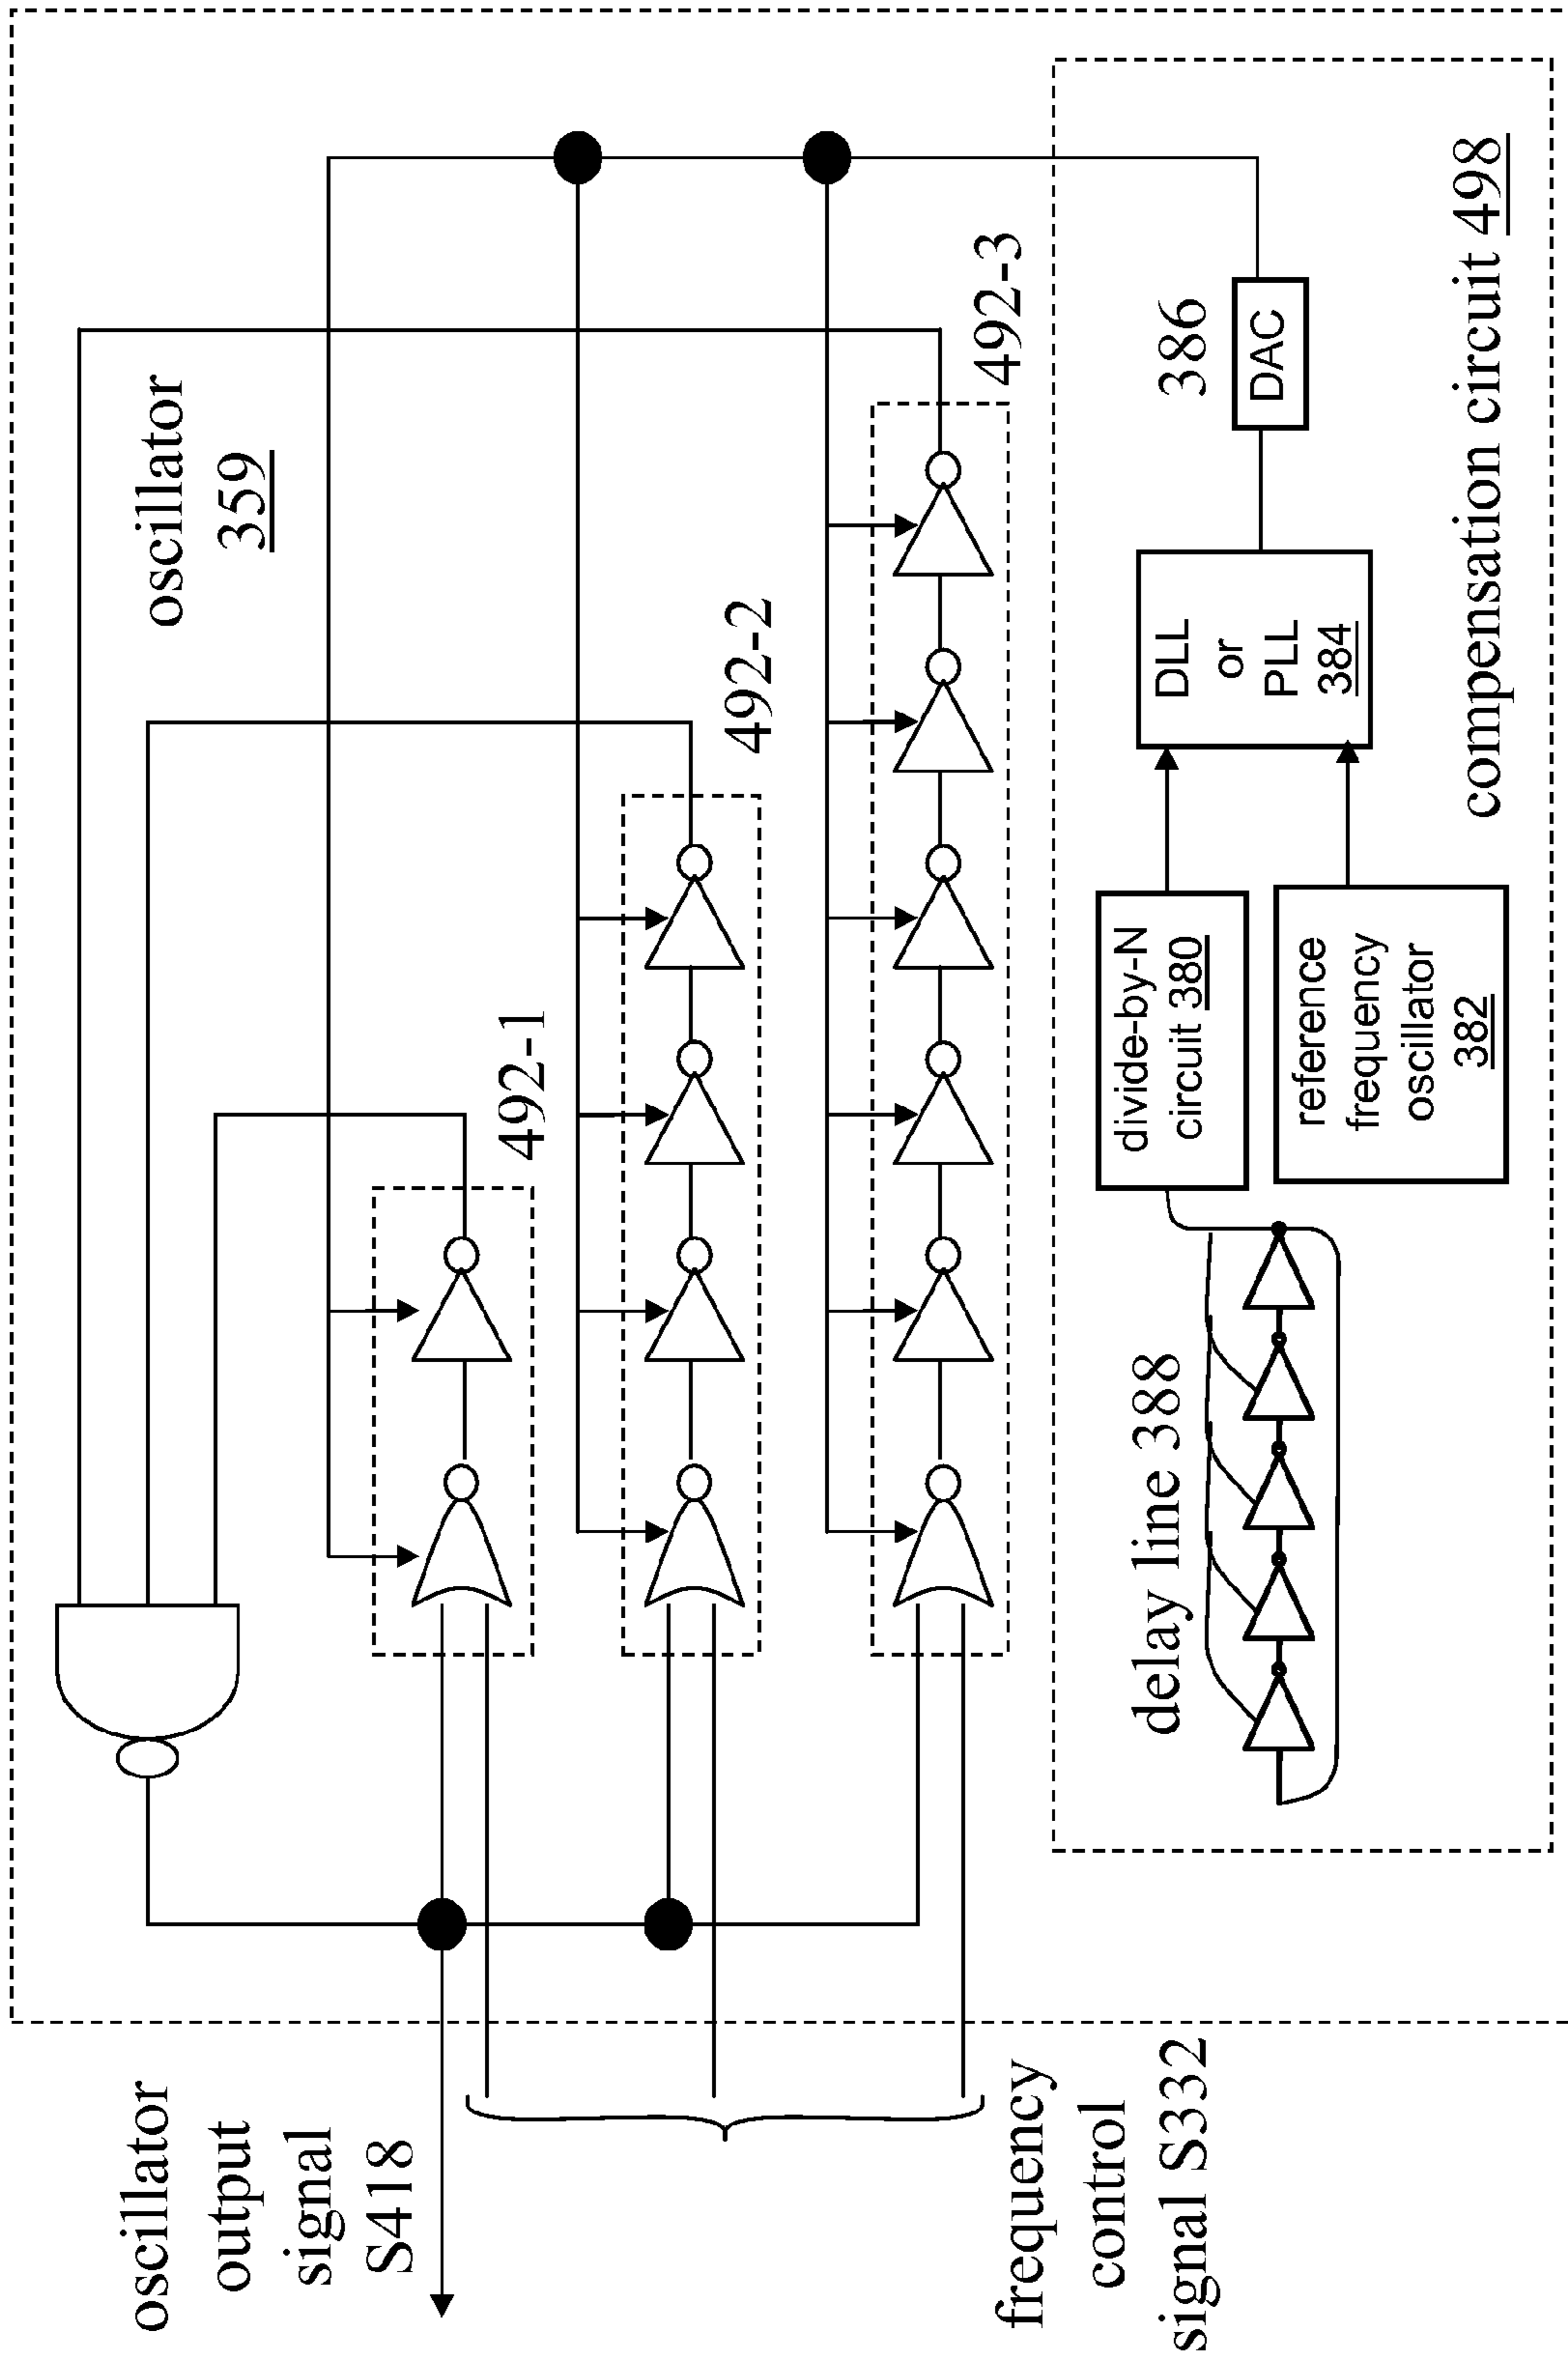 oscillator
359
492-1
492-2
492-3
oscillator
output
signal
S418
frequency
control
signal S332
delay line 388
divide-by-N
circuit 380
reference
frequency
oscillator
382
DLL
or
PLL
384
386
DAC
compensation circuit 498